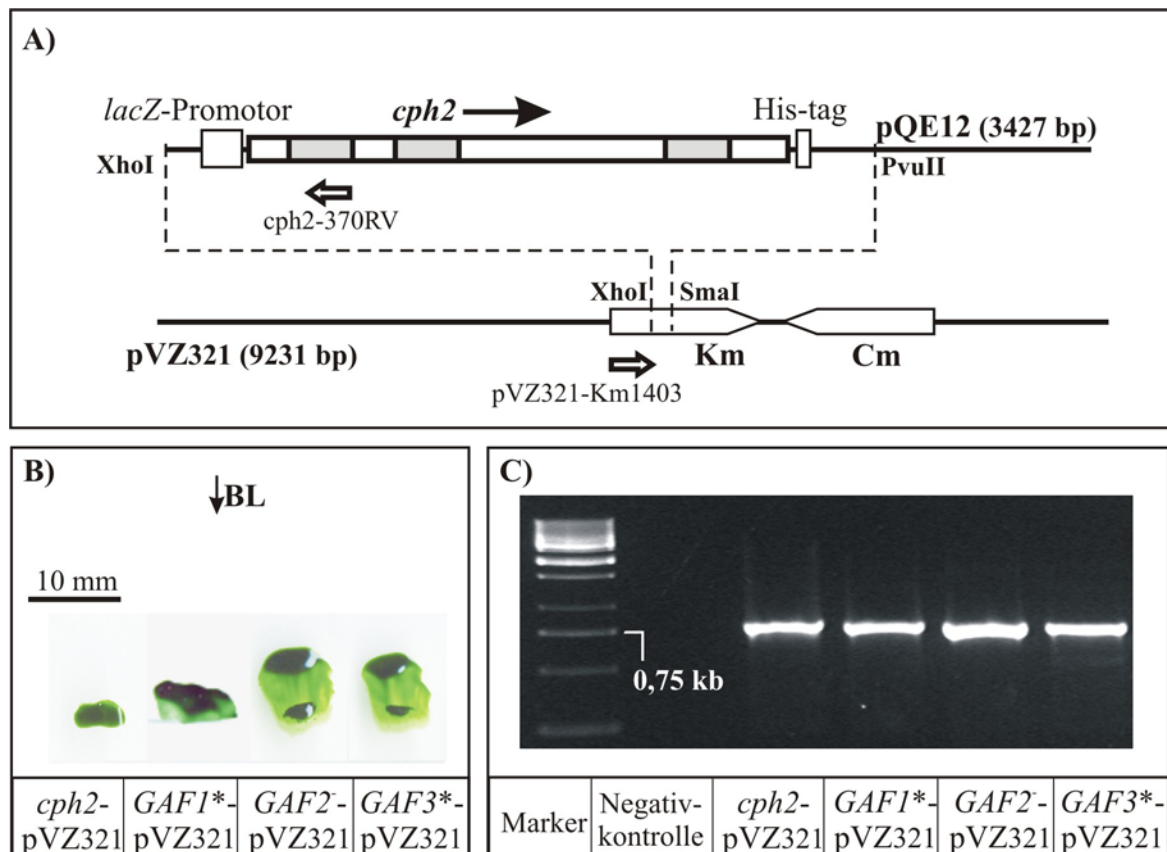 A)
lacZ-Promotor
cph2
His-tag
pQE12 (3427 bp)
XhoI
PvuII
cph2-370RV
XhoI
SmaI
pVZ321 (9231 bp)
Km
Cm
pVZ321-Km1403
B)
BL
10 mm
cph2-
pVZ321
GAF1*-
pVZ321
GAF2⁻-
pVZ321
GAF3*-
pVZ321
C)
0,75 kb
Marker
Negativ-
kontrolle
cph2-
pVZ321
GAF1*-
pVZ321
GAF2⁻-
pVZ321
GAF3*-
pVZ321